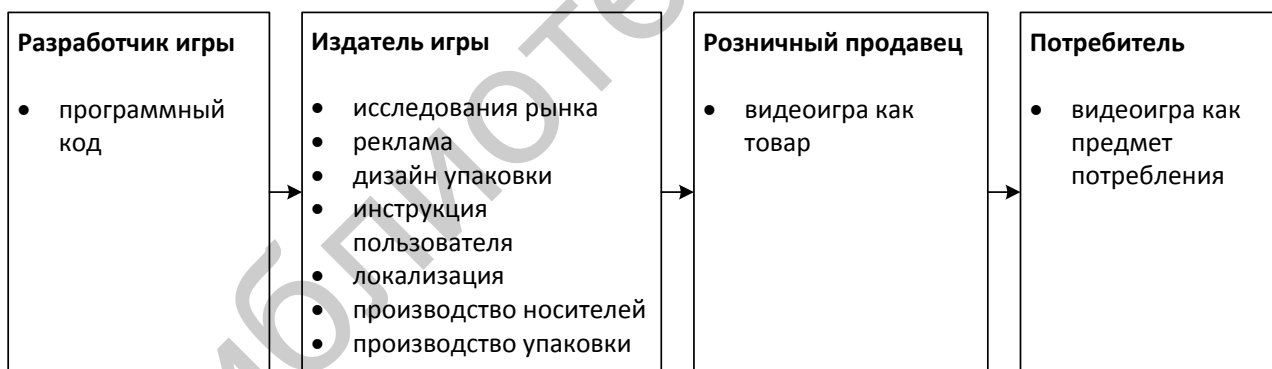 Разработчик игры
• программный
код
Издатель игры
• исследования рынка
• реклама
• дизайн упаковки
• инструкция
пользователя
• локализация
• производство носителей
• производство упаковки
Розничный продавец
• видеоигра как
товар
Потребитель
• видеоигра как
предмет
потребления